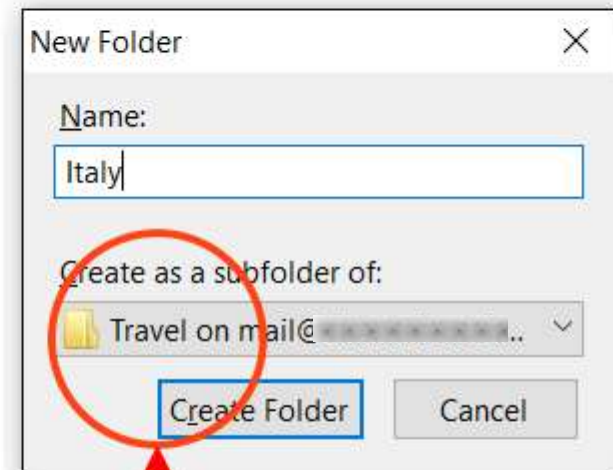 New Folder
Name:
Italy
Create as a subfolder of:
Travel on mail@ ..
Create Folder
Cancel